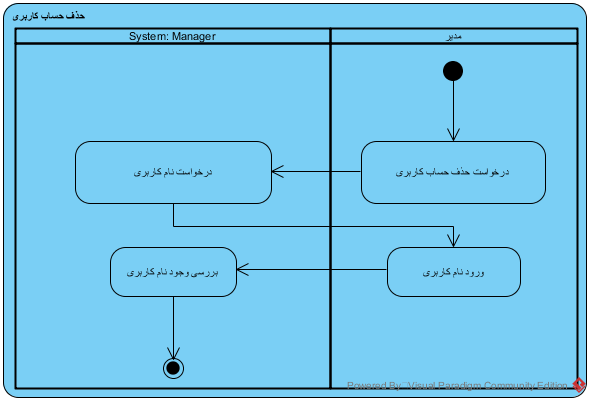 حذف حساب کاربری
System: Manager
مدیر
درخواست حذف حساب کاربری
درخواست نام کاربری
ورود نام کاربری
بررسی وجود نام کاربری
Powered By Visual Paradigm Community Edition